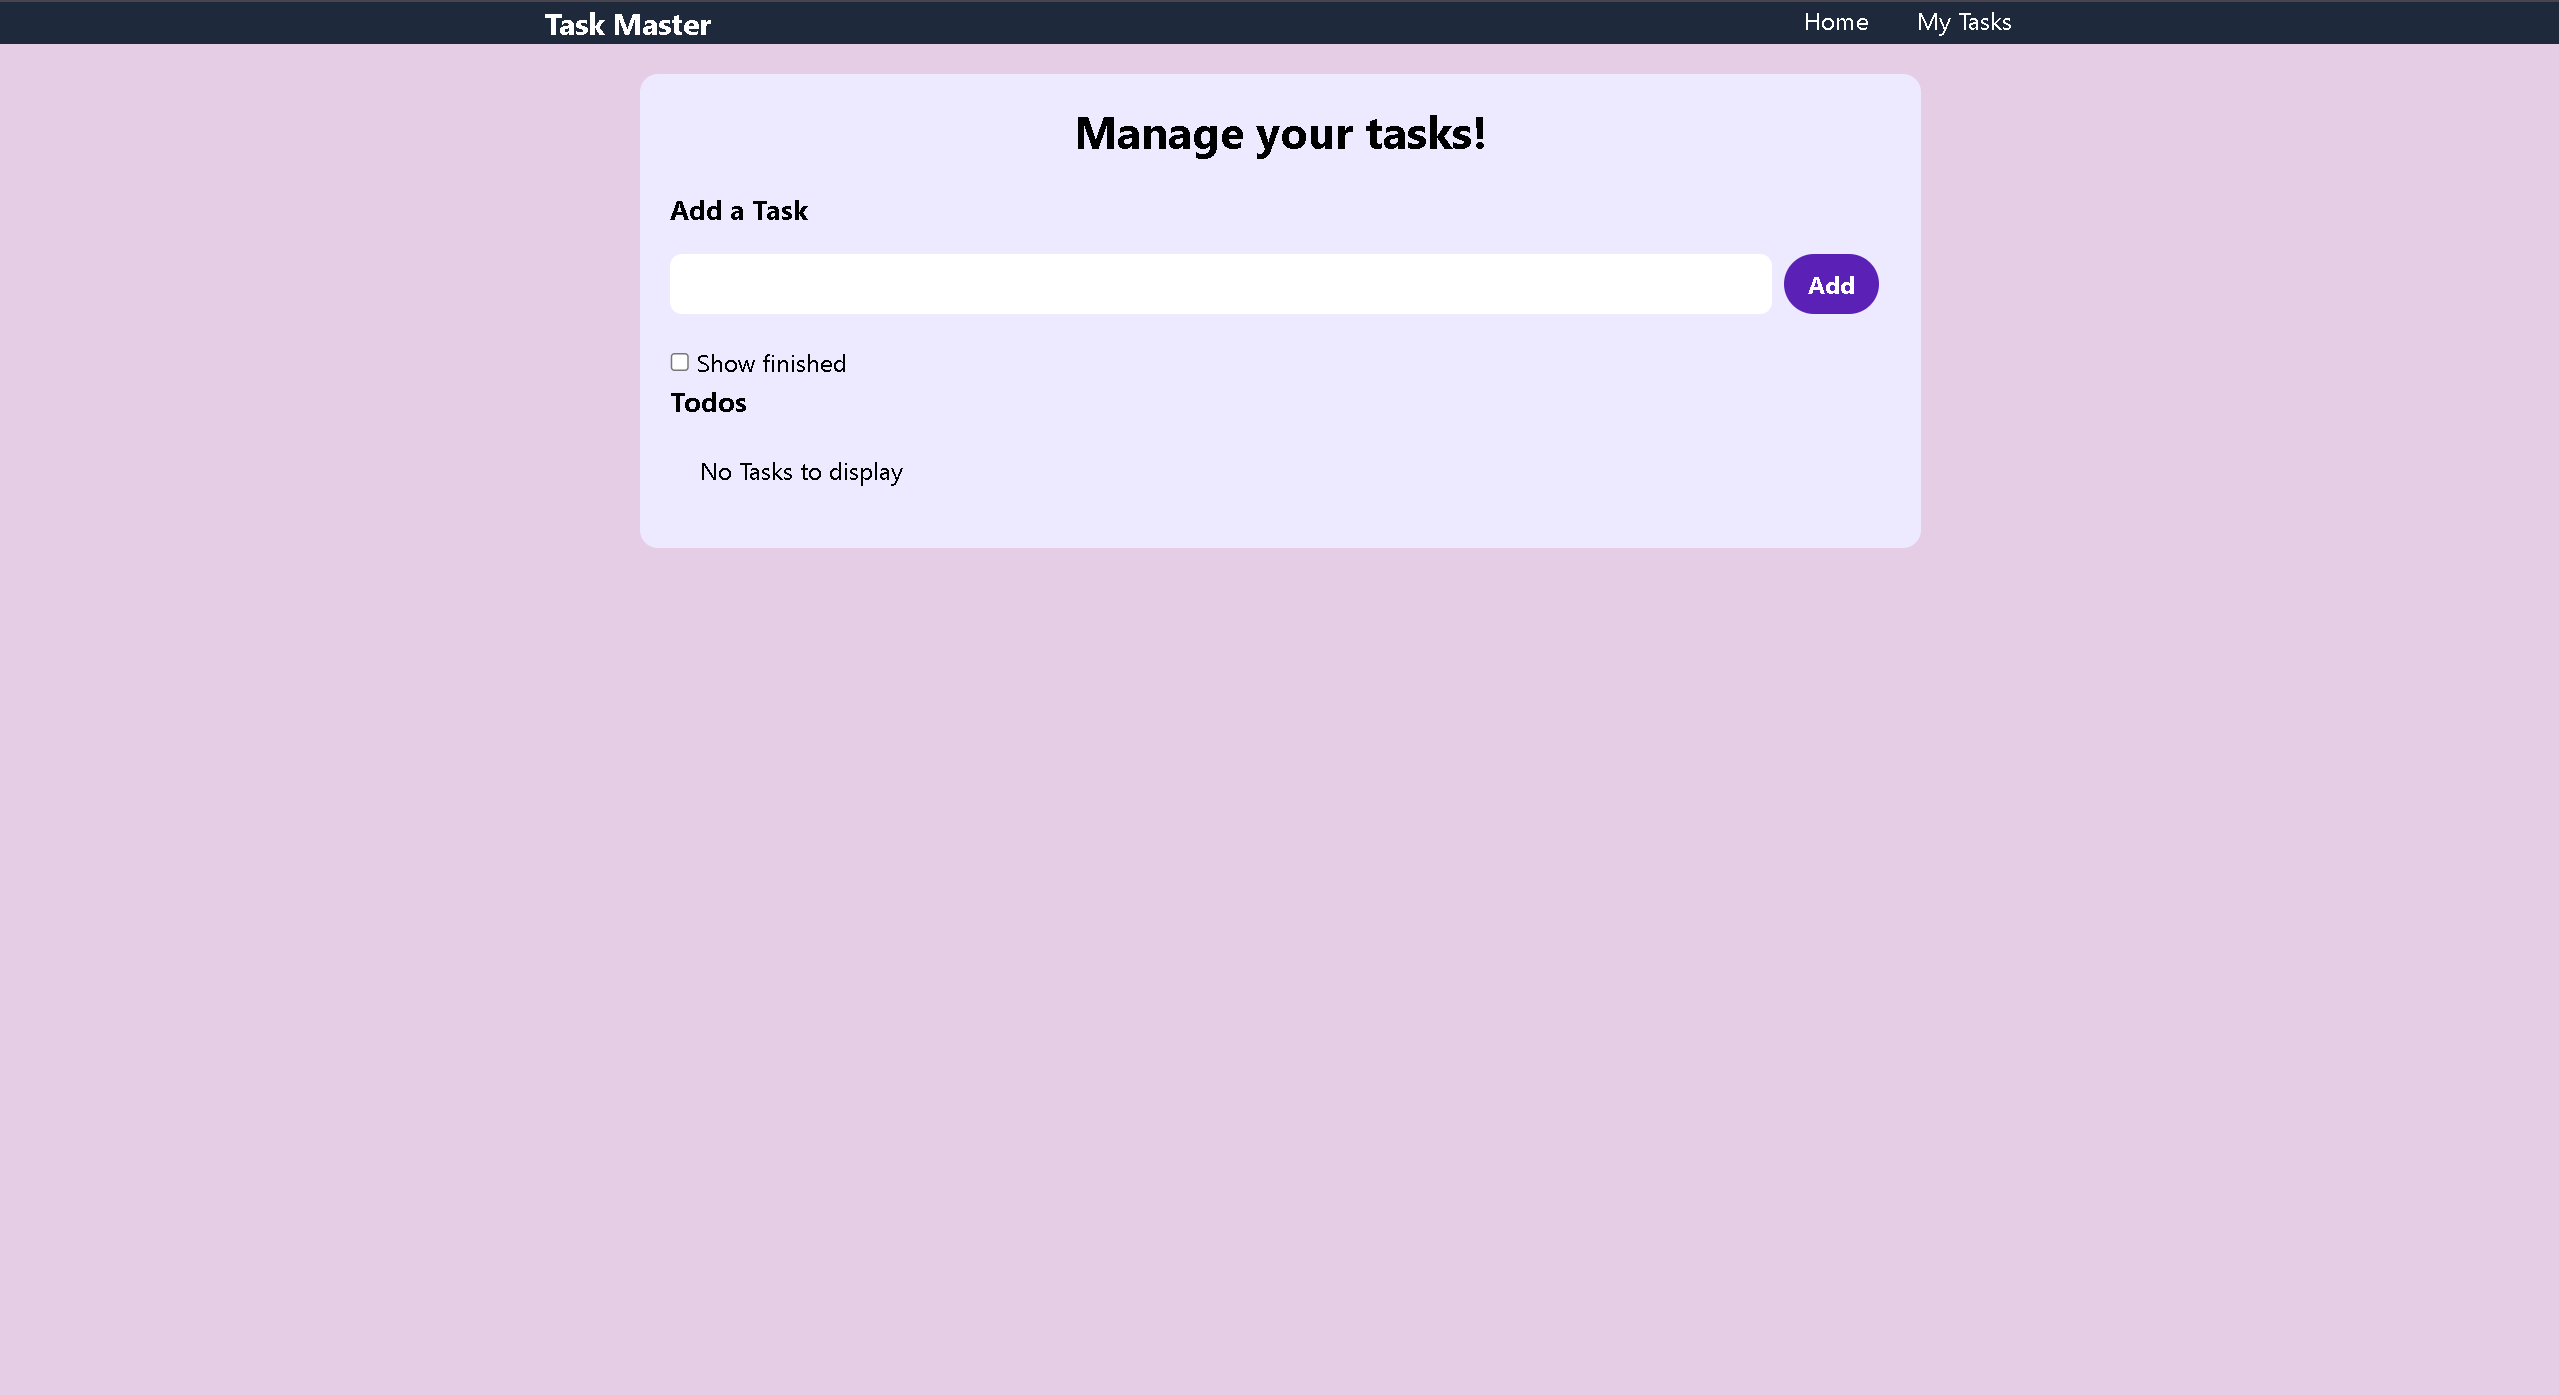 Task Master Home My Tasks
Manage your tasks!
Add a Task
Add
Show finished
Todos
No Tasks to display